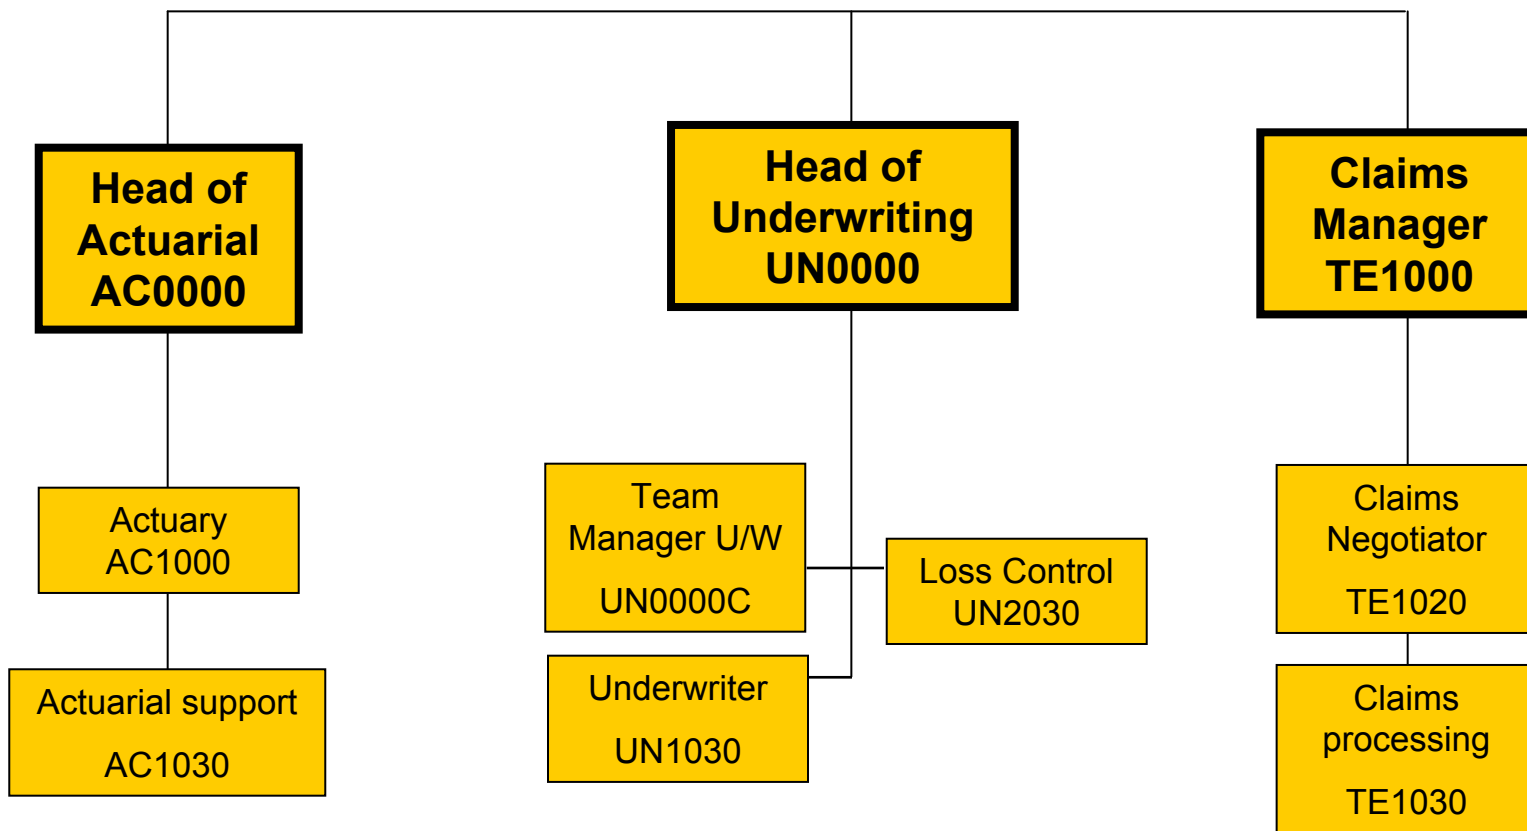 Head of
Actuarial
AC0000
Head of
Underwriting
UN0000
Claims
Manager
TE1000
Actuary
AC1000
Actuarial support
AC1030
Team
Manager U/W
UN0000C
Loss Control
UN2030
Underwriter
UN1030
Claims
Negotiator
TE1020
Claims
processing
TE1030